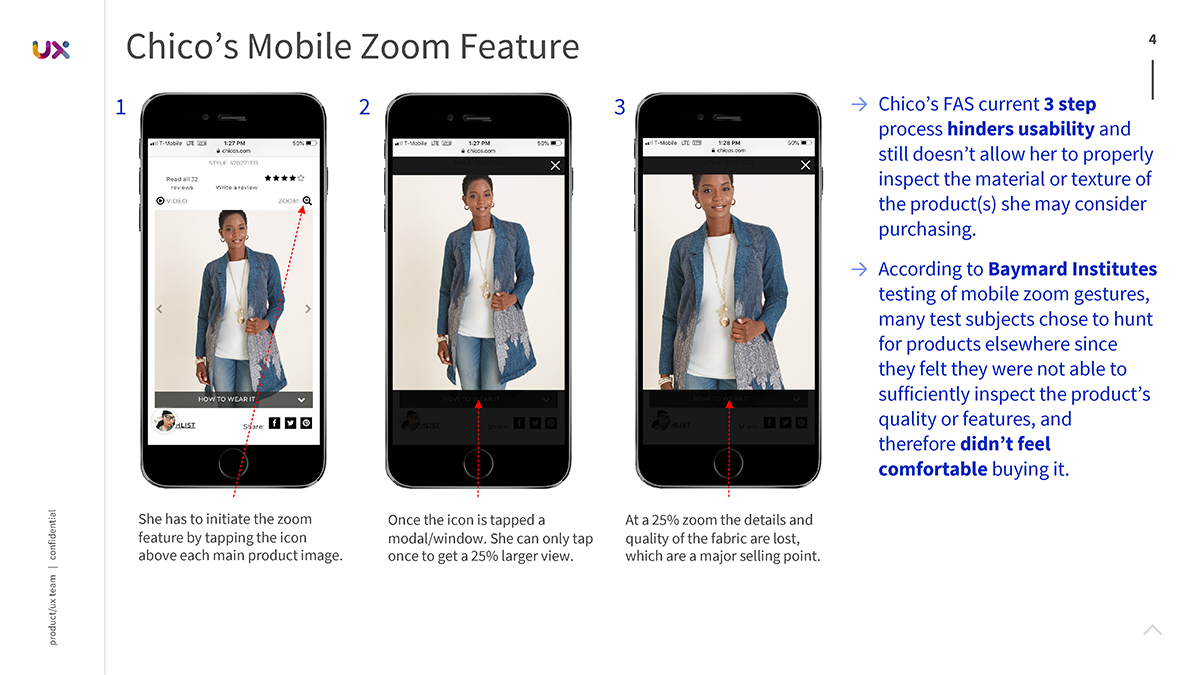 UX
Chico's Mobile Zoom Feature
4
1
T-Mobile LTE
1:27 PM
50%
chicos.com
STYLE: 570271331
Read all 32
reviews
Write a review
VIDEO
ZOOM
HOW TO WEAR IT
HLIST
Share:
She has to initiate the zoom
feature by tapping the icon
above each main product image.
2
T-Mobile LTE
1:27 PM
50%
chicos.com
HOW TO WEAR IT
HLIST
Share:
Once the icon is tapped a
modal/window. She can only tap
once to get a 25% larger view.
3
T-Mobile LTE
1:28 PM
50%
chicos.com
HOW TO WEAR IT
HLIST
Share:
At a 25% zoom the details and
quality of the fabric are lost,
which are a major selling point.
→ Chico's FAS current 3 step
process hinders usability and
still doesn't allow her to properly
inspect the material or texture of
the product(s) she may consider
purchasing.
→ According to Baymard Institutes
testing of mobile zoom gestures,
many test subjects chose to hunt
for products elsewhere since
they felt they were not able to
sufficiently inspect the product's
quality or features, and
therefore didn't feel
comfortable buying it.
product/ux team | confidential